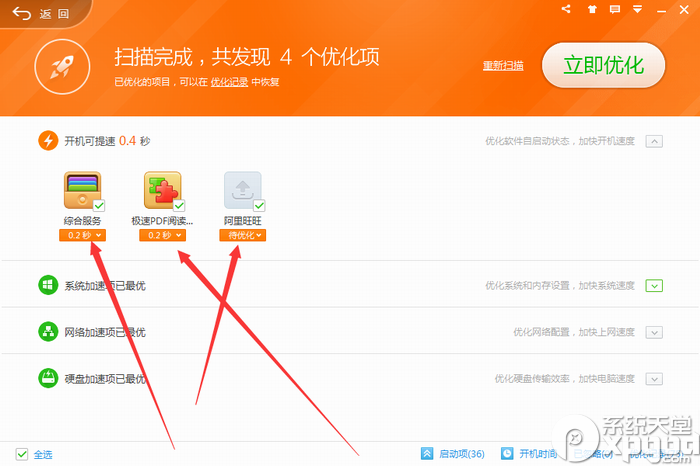 返 回
扫描完成，共发现 4 个优化项
已优化的项目，可以在 优化记录 中恢复
重新扫描
立即优化
开机可提速 0.4 秒
优化软件自启动状态，加快开机速度
综合服务
极速PDF阅读...
阿里旺旺
0.2 秒
0.2 秒
待优化
系统加速项已最优
优化系统和内存设置，加快系统速度
网络加速项已最优
优化网络配置，加快上网速度
硬盘加速项已最优
优化硬盘传输效率，加快电脑速度
系统天堂
全选
启动项(36)
开机时间